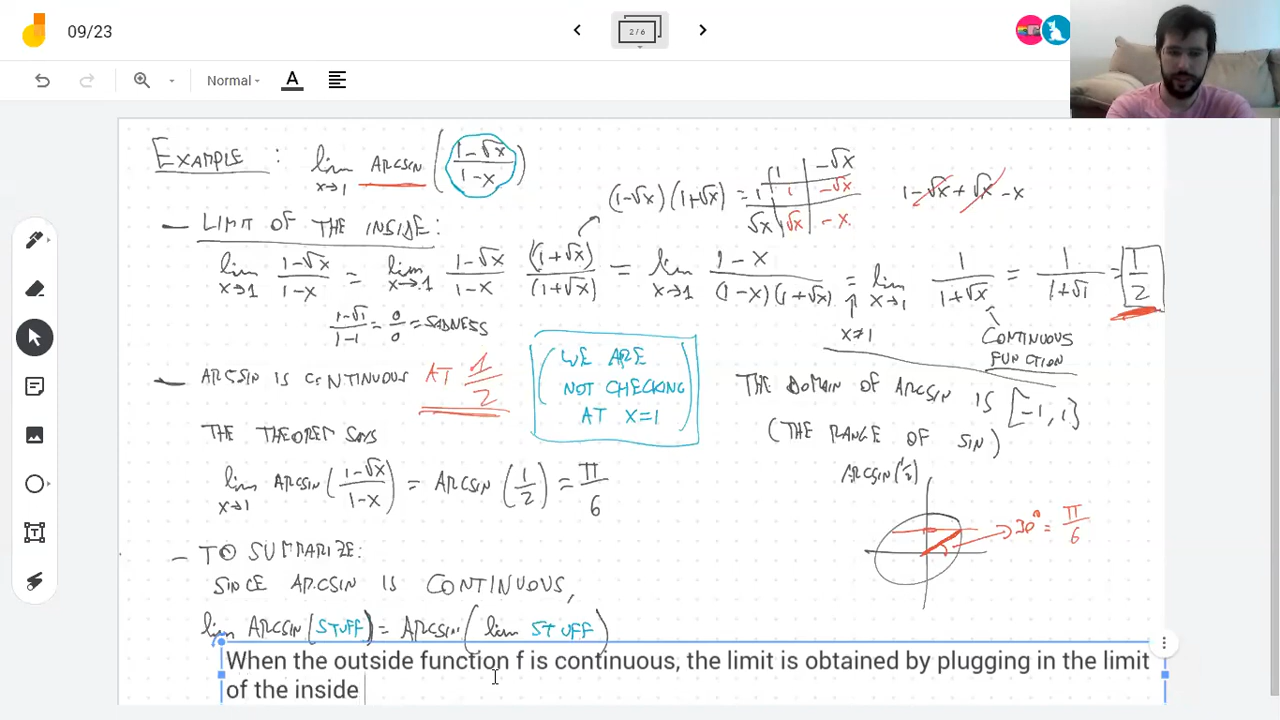 09/23
2 / 6
Normal
EXAMPLE : lim x→1 ARCSIN ( 1-√x / 1-x )
(1-√x)(1+√x) =
1 -√x
1 1 -√x
√x √x -x
1-√x+√x-x
- LIMIT OF THE INSIDE:
lim x→1 1-√x / 1-x = lim x→1 1-√x / 1-x (1+√x) / (1+√x) = lim x→1 1-x / (1-x)(1+√x) = lim x→1 1 / 1+√x = 1 / 1+√1 = 1/2
1-√1 / 1-1 = 0/0 = SADNESS
x≠1
CONTINUOUS
FUNCTION
- ARCSIN IS CONTINUOUS AT 1/2
(WE ARE
NOT CHECKING
AT X=1)
THE DOMAIN OF ARCSIN IS [-1, 1]
(THE RANGE OF SIN)
THE THEOREM SAYS
lim x→1 ARCSIN ( 1-√x / 1-x ) = ARCSIN ( 1/2 ) = π/6
ARCSIN(1/2)
30° = π/6
- TO SUMMARIZE:
SINCE ARCSIN IS CONTINUOUS,
lim ARCSIN(STUFF) = ARCSIN(lim STUFF)
When the outside function f is continuous, the limit is obtained by plugging in the limit
of the inside